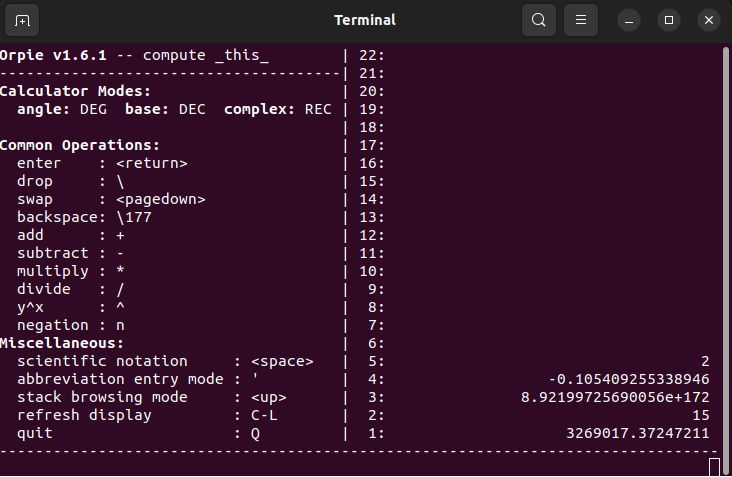 Terminal
Orpie v1.6.1 -- compute _this_       | 22:
--------------------------------------| 21:
Calculator Modes:                     | 20:
  angle: DEG  base: DEC  complex: REC | 19:
                                      | 18:
Common Operations:                    | 17:
  enter    : <return>                 | 16:
  drop     : \                        | 15:
  swap     : <pagedown>               | 14:
  backspace: \177                     | 13:
  add      : +                        | 12:
  subtract : -                        | 11:
  multiply : *                        | 10:
  divide   : /                        |  9:
  y^x      : ^                        |  8:
  negation : n                        |  7:
Miscellaneous:                        |  6:
  scientific notation     : <space>   |  5:                                   2
  abbreviation entry mode : '         |  4:                  -0.105409255338946
  stack browsing mode     : <up>      |  3:               8.92199725690056e+172
  refresh display         : C-L       |  2:                                  15
  quit                    : Q         |  1:                    3269017.37247211
--------------------------------------------------------------------------------